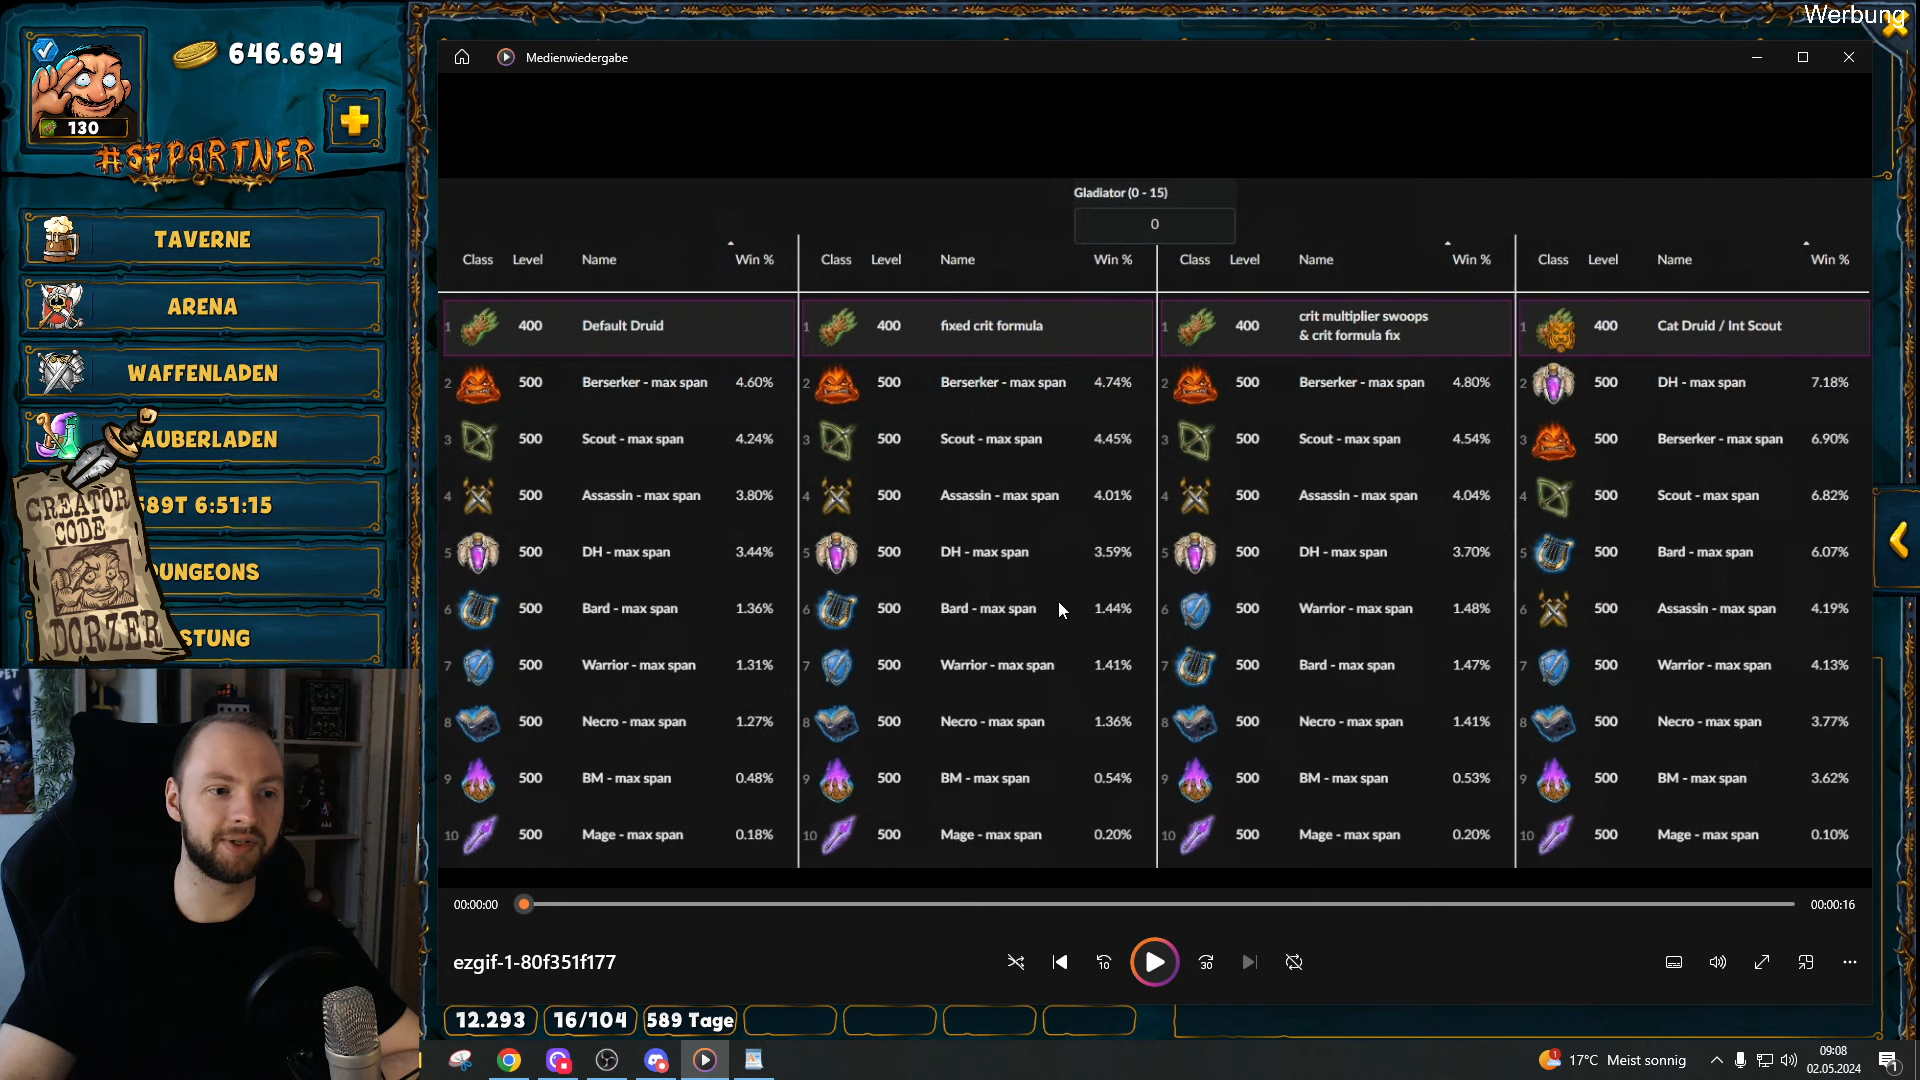 Werbung
646.694
130
#SFPARTNER
TAVERNE
ARENA
WAFFENLADEN
AUBERLADEN
589T 6:51:15
UNGEONS
STUNG
CREATOR
CODE
DORZER
Medienwiedergabe
Gladiator (0 - 15)
0
Class Level Name Win % Class Level Name Win % Class Level Name Win % Class Level Name Win %
1 400 Default Druid 1 400 fixed crit formula 1 400 crit multiplier swoops 1 400 Cat Druid / Int Scout
& crit formula fix
2 500 Berserker - max span 4.60% 2 500 Berserker - max span 4.74% 2 500 Berserker - max span 4.80% 2 500 DH - max span 7.18%
3 500 Scout - max span 4.24% 3 500 Scout - max span 4.45% 3 500 Scout - max span 4.54% 3 500 Berserker - max span 6.90%
4 500 Assassin - max span 3.80% 4 500 Assassin - max span 4.01% 4 500 Assassin - max span 4.04% 4 500 Scout - max span 6.82%
5 500 DH - max span 3.44% 5 500 DH - max span 3.59% 5 500 DH - max span 3.70% 5 500 Bard - max span 6.07%
6 500 Bard - max span 1.36% 6 500 Bard - max span 1.44% 6 500 Warrior - max span 1.48% 6 500 Assassin - max span 4.19%
7 500 Warrior - max span 1.31% 7 500 Warrior - max span 1.41% 7 500 Bard - max span 1.47% 7 500 Warrior - max span 4.13%
8 500 Necro - max span 1.27% 8 500 Necro - max span 1.36% 8 500 Necro - max span 1.41% 8 500 Necro - max span 3.77%
9 500 BM - max span 0.48% 9 500 BM - max span 0.54% 9 500 BM - max span 0.53% 9 500 BM - max span 3.62%
10 500 Mage - max span 0.18% 10 500 Mage - max span 0.20% 10 500 Mage - max span 0.20% 10 500 Mage - max span 0.10%
00:00:00 00:00:16
ezgif-1-80f351f177
10
30
12.293 16/104 589 Tage
17°C Meist sonnig
09:08
02.05.2024